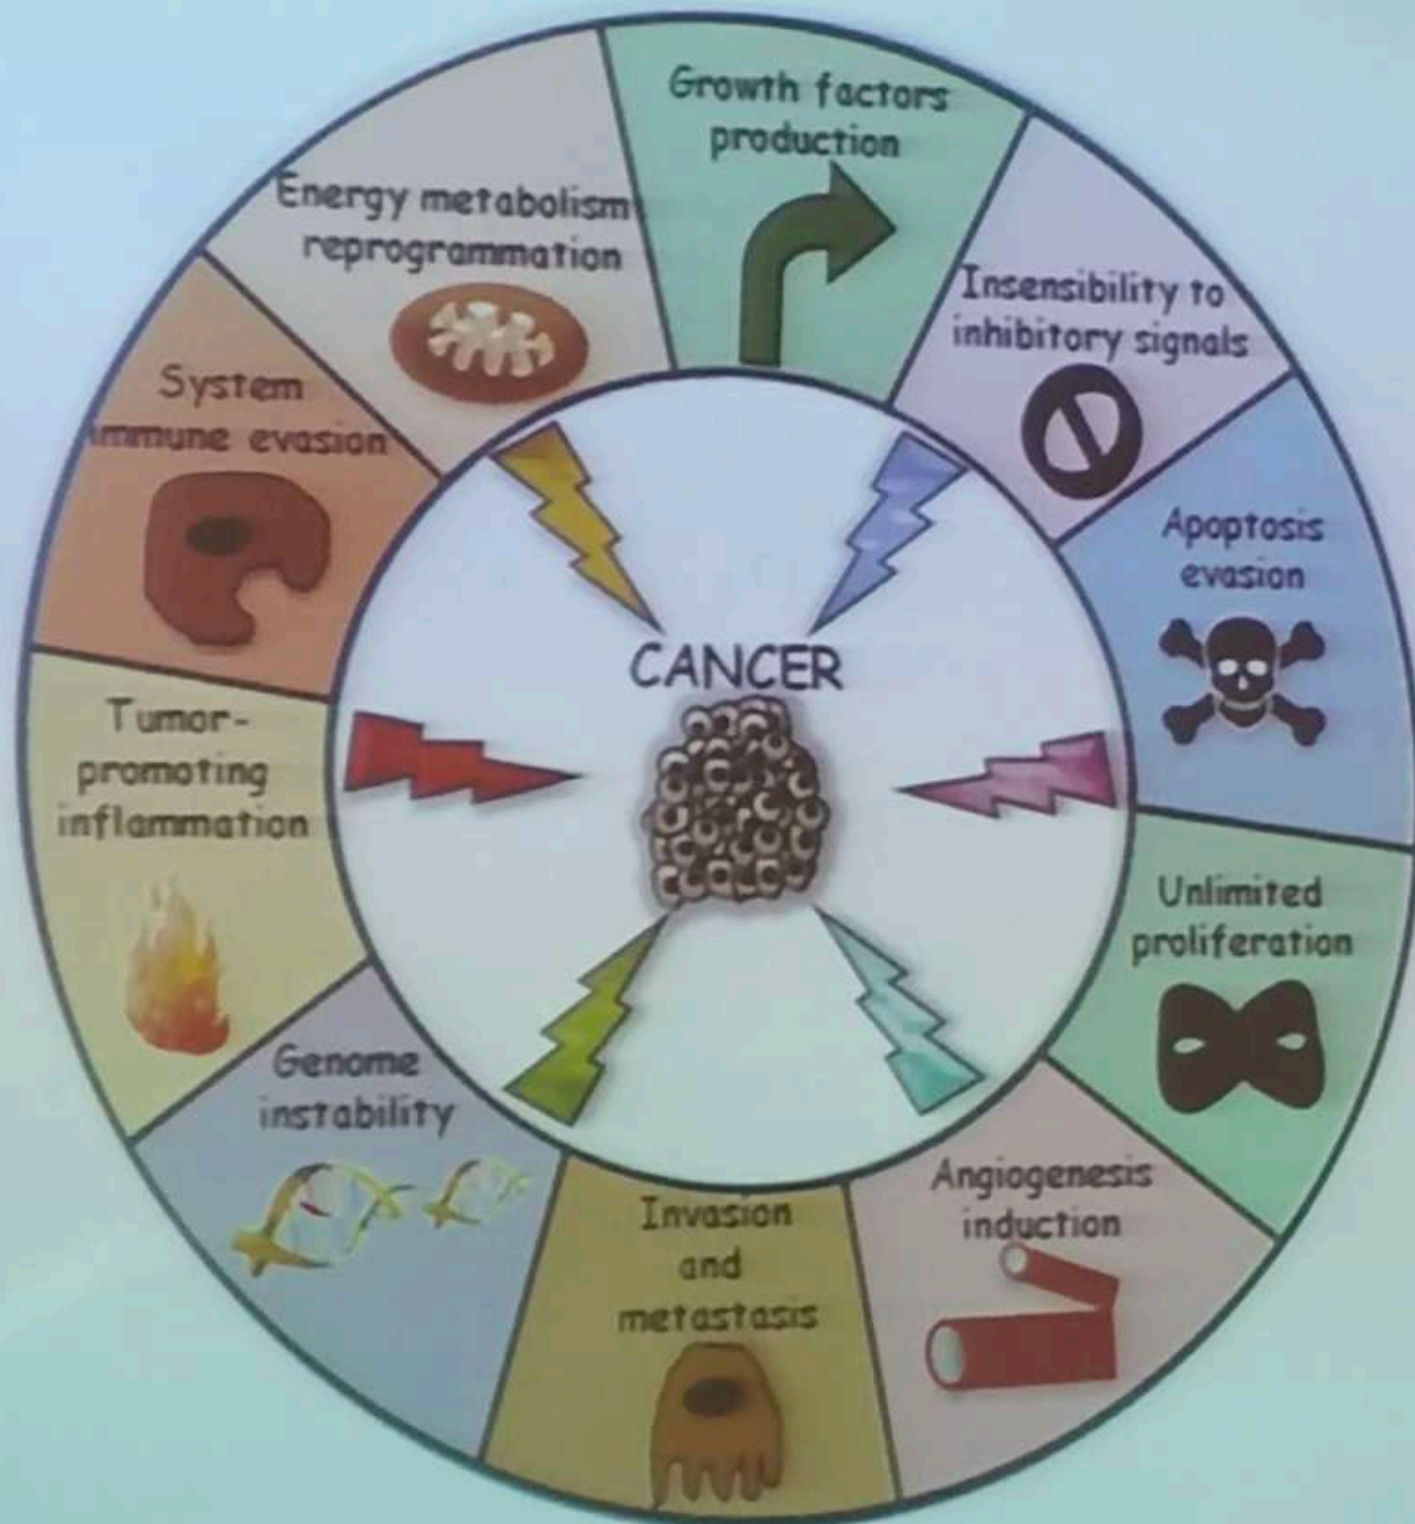 Growth factors
production
Insensibility to
inhibitory signals
Apoptosis
evasion
Unlimited
proliferation
Angiogenesis
induction
Invasion
and
metastasis
Genome
instability
Tumor-
promoting
inflammation
System
immune evasion
Energy metabolism
reprogrammation
CANCER